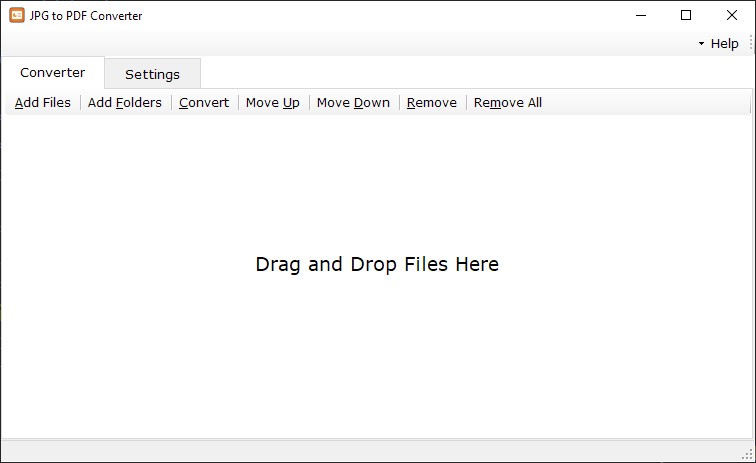 JPG to PDF Converter
Help
Converter Settings
Add Files Add Folders Convert Move Up Move Down Remove Remove All
Drag and Drop Files Here